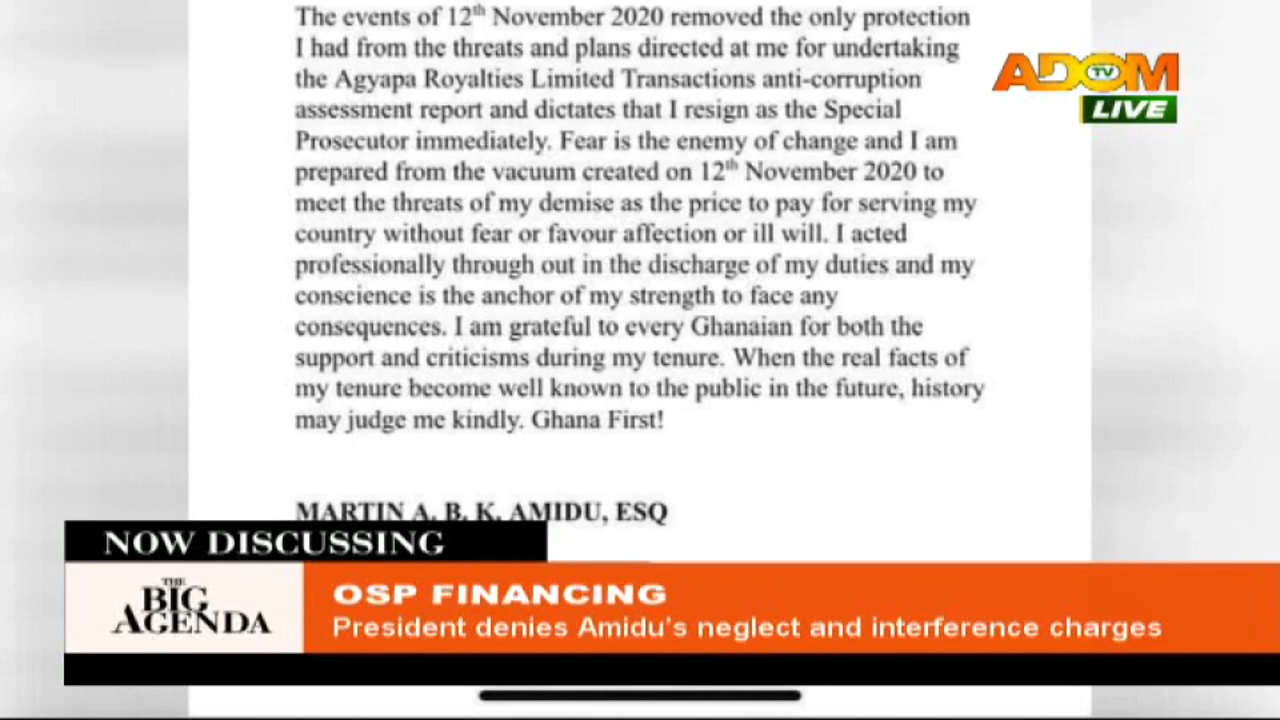 The events of 12th November 2020 removed the only protection
I had from the threats and plans directed at me for undertaking
the Agyapa Royalties Limited Transactions anti-corruption
assessment report and dictates that I resign as the Special
Prosecutor immediately. Fear is the enemy of change and I am
prepared from the vacuum created on 12th November 2020 to
meet the threats of my demise as the price to pay for serving my
country without fear or favour affection or ill will. I acted
professionally through out in the discharge of my duties and my
conscience is the anchor of my strength to face any
consequences. I am grateful to every Ghanaian for both the
support and criticisms during my tenure. When the real facts of
my tenure become well known to the public in the future, history
may judge me kindly. Ghana First!
MARTIN A. B. K. AMIDU, ESQ
ADOM TV
LIVE
NOW DISCUSSING
THE
BIG
AGENDA
OSP FINANCING
President denies Amidu's neglect and interference charges